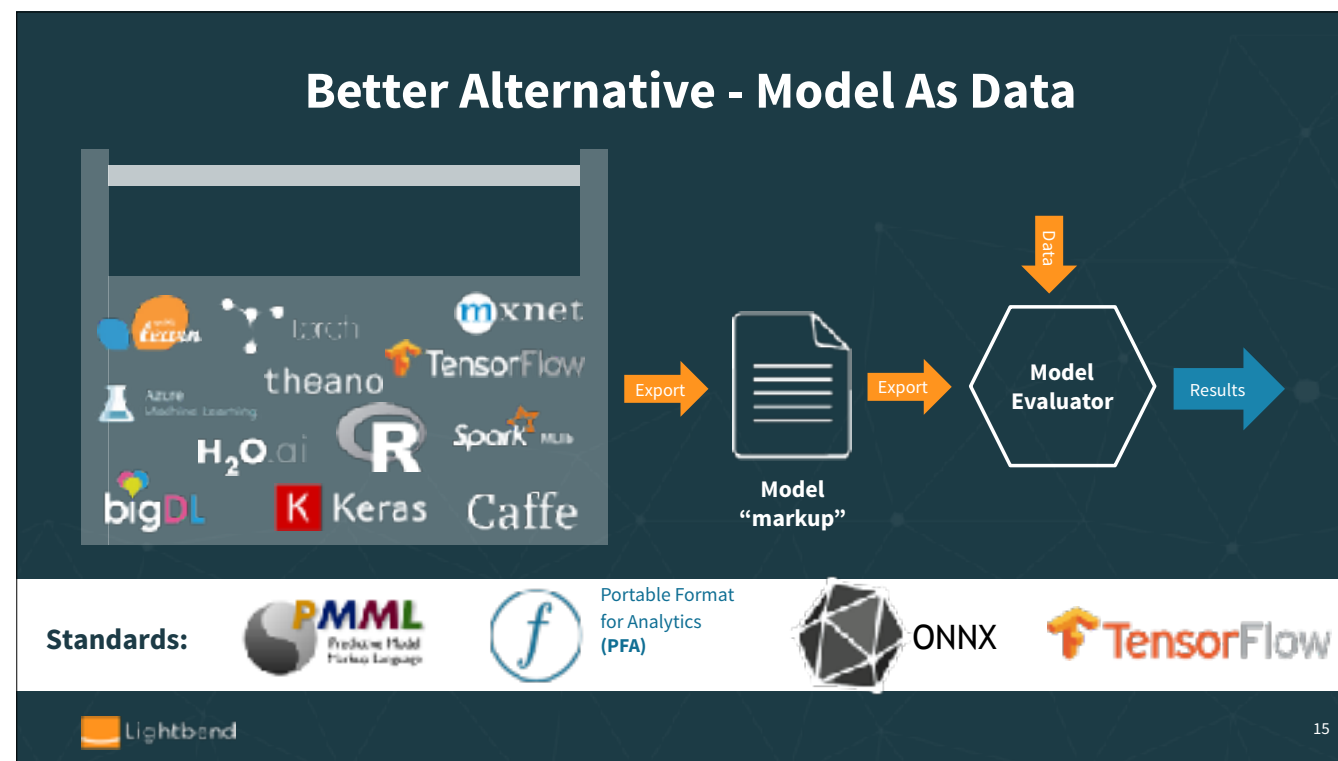 Better Alternative - Model As Data
Data
learn
torch
mxnet
TensorFlow
theano
Azure
Machine Learning
H2O.ai
R
Spark MLlib
bigDL
K Keras
Caffe
Export
Model
“markup”
Export
Model
Evaluator
Results
Standards:
PMML
Predictive Model
Markup Language
f
Portable Format
for Analytics
(PFA)
ONNX
TensorFlow
Lightbend
15